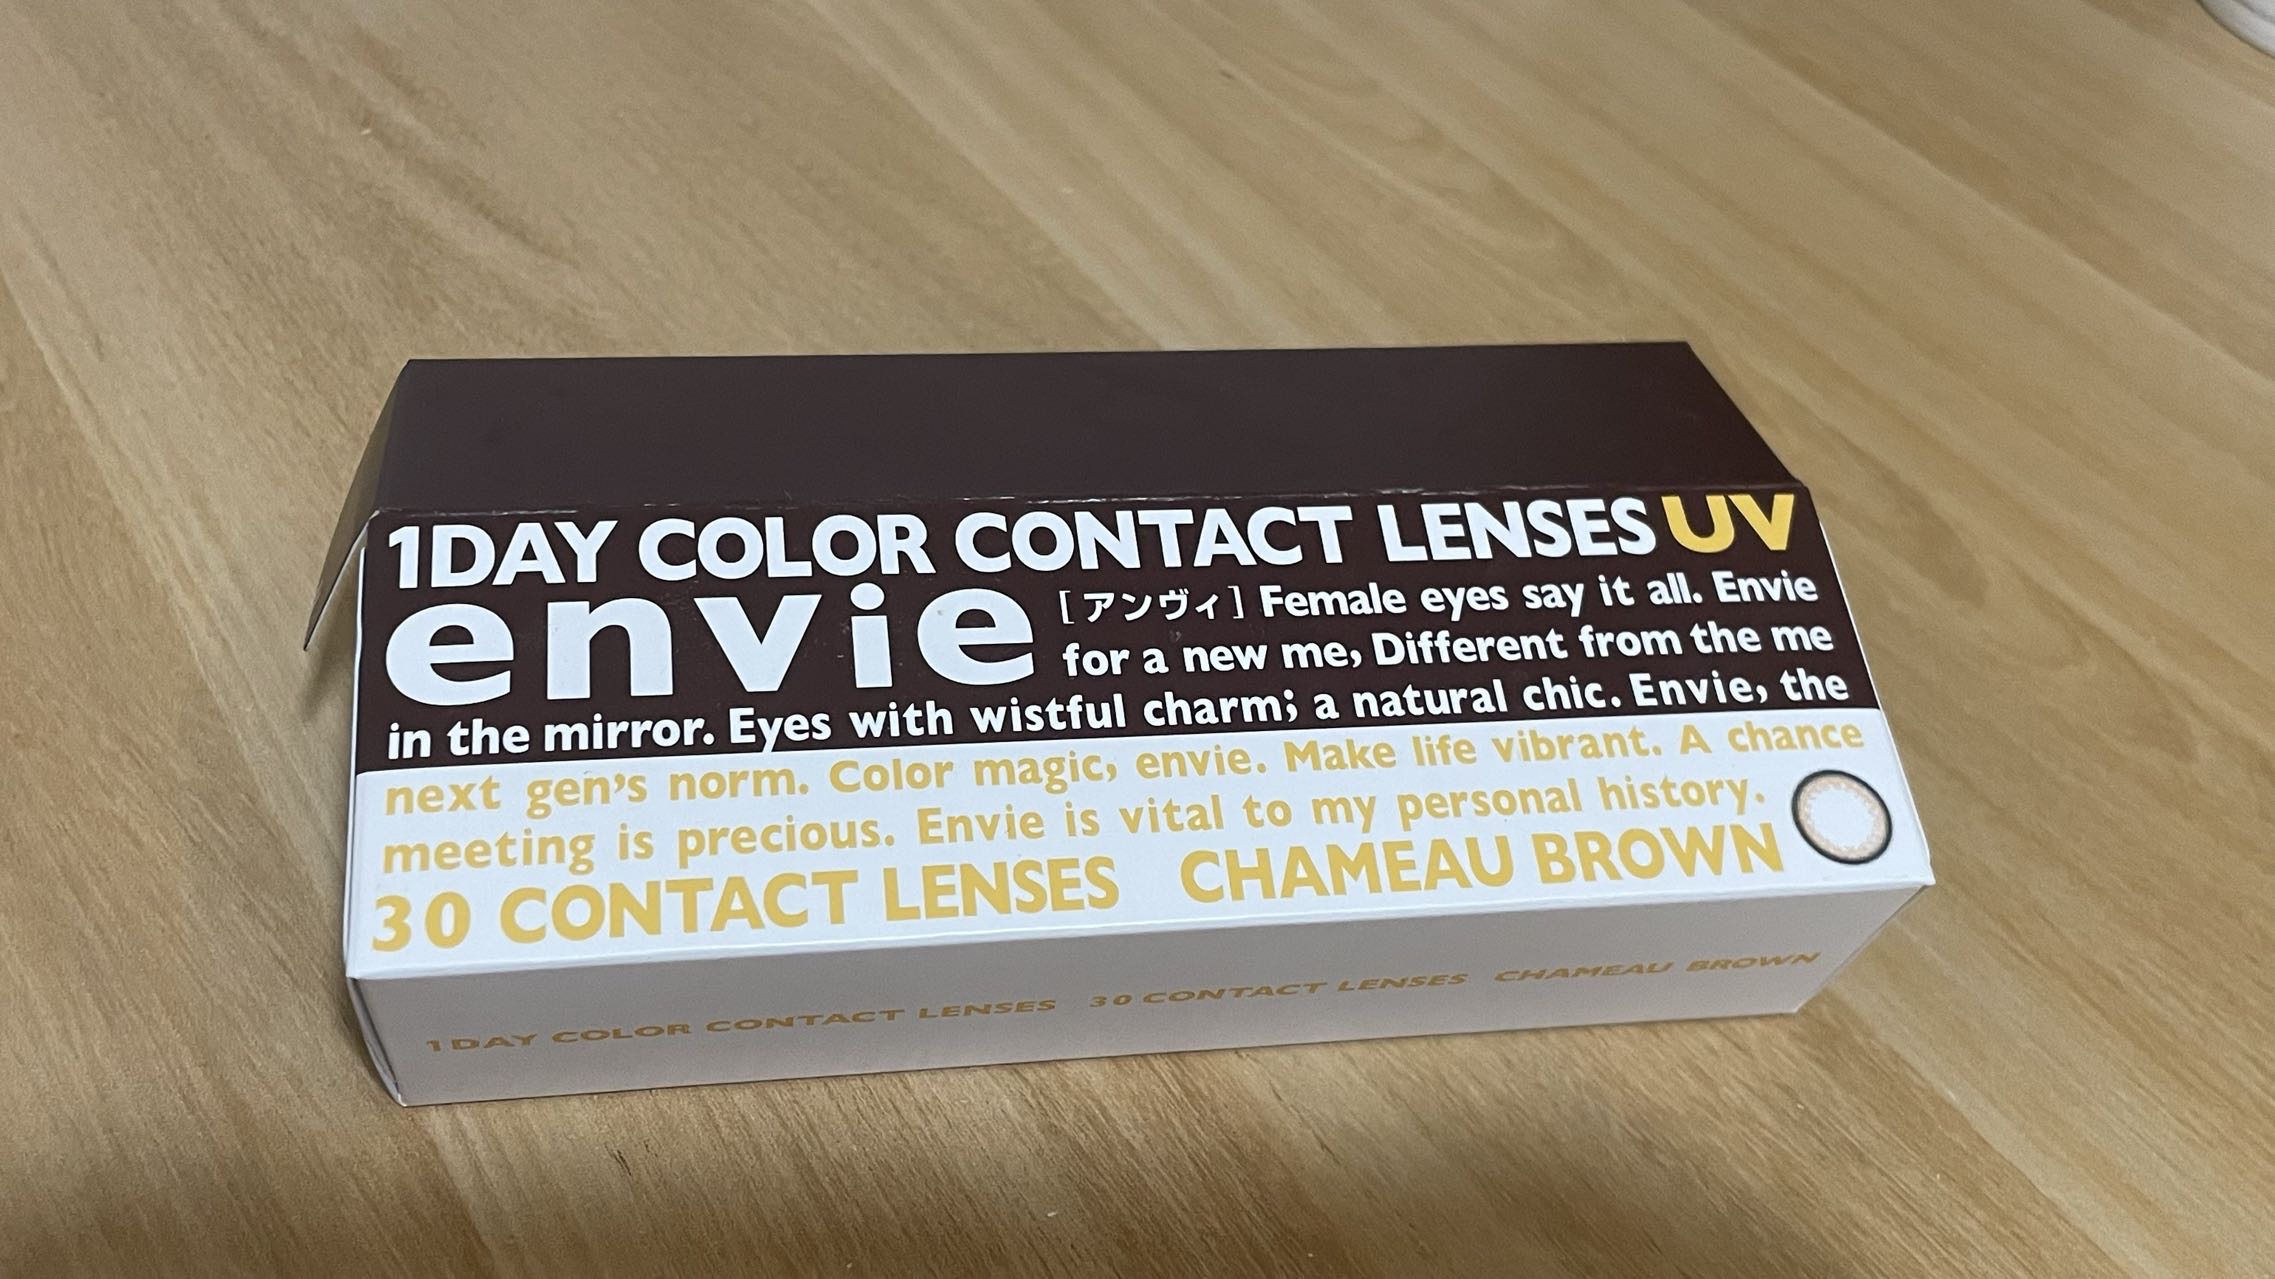 1DAY COLOR CONTACT LENSES UV
envie [アンヴィ] Female eyes say it all. Envie
for a new me, Different from the me
in the mirror. Eyes with wistful charm; a natural chic. Envie, the
next gen's norm. Color magic, envie. Make life vibrant. A chance
meeting is precious. Envie is vital to my personal history.
30 CONTACT LENSES CHAMEAU BROWN
1DAY COLOR CONTACT LENSES 30 CONTACT LENSES CHAMEAU BROWN